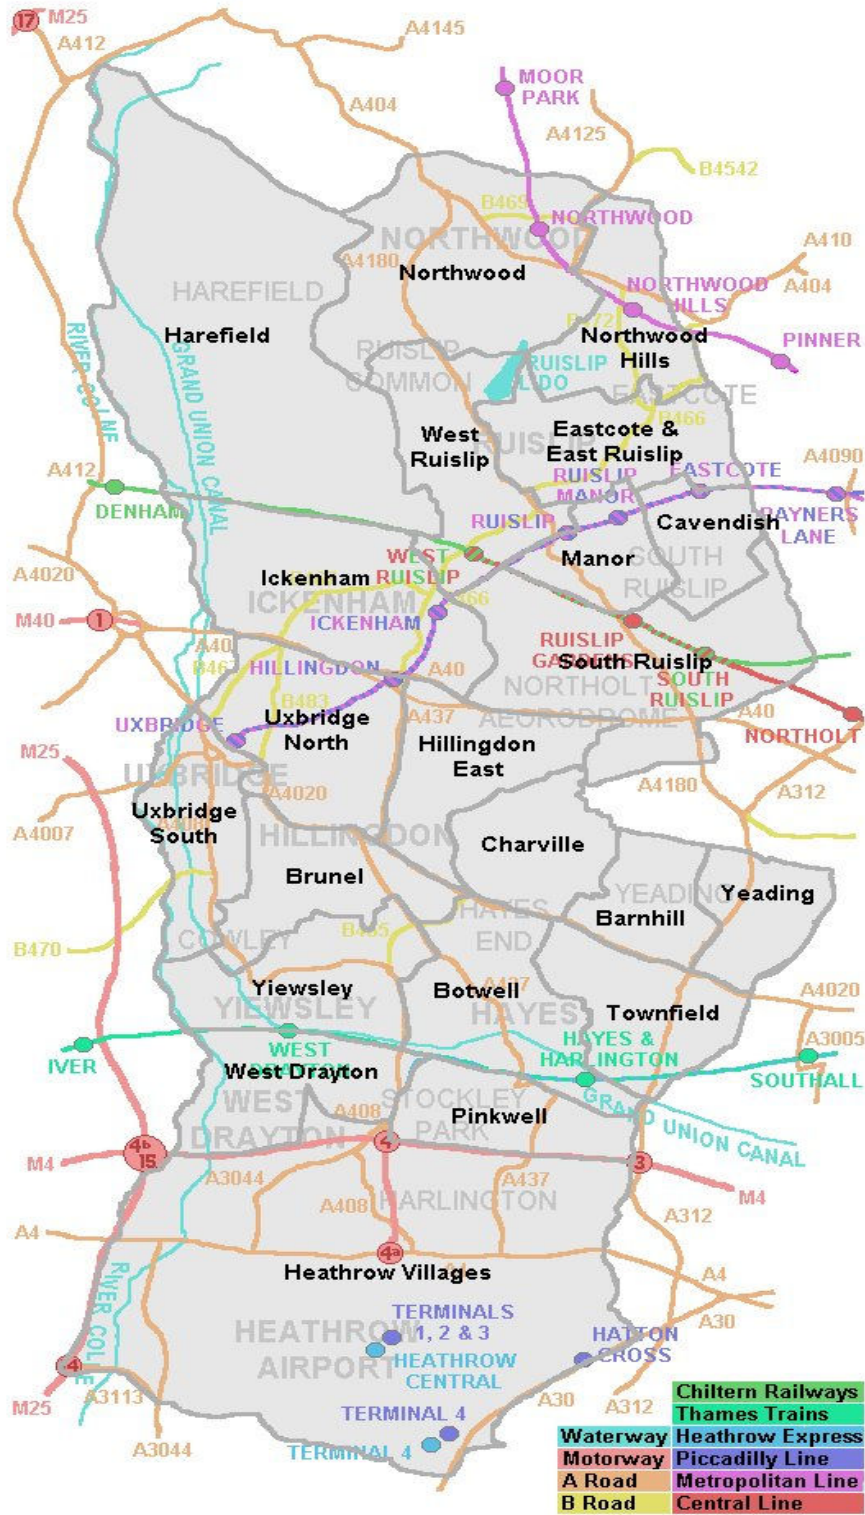 17
M25
A412
A4145
MOOR
PARK
A404
A4125
B4542
B469
NORTHWOOD
NORTHWOOD
A410
A4180
Northwood
A404
HAREFIELD
NORTHWOOD
HILLS
Harefield
Northwood
Hills
PINNER
RIVER COLNE
GRAND UNION CANAL
RUISLIP
COMMON
RUISLIP
LIDO
EASTCOTE
B466
West
Ruislip
RUISLIP
Eastcote &
East Ruislip
A412
RUISLIP
MANOR
EASTCOTE
A4090
DENHAM
RUISLIP
Cavendish
RAYNERS
LANE
WEST
RUISLIP
Manor
SOUTH
RUISLIP
A4020
Ickenham
ICKENHAM
M40
1
ICKENHAM
RUISLIP
GARDENS
South Ruislip
A40
HILLINGDON
A40
SOUTH
RUISLIP
NORTHOLT
AERODROME
B483
UXBRIDGE
Uxbridge
North
A437
A40
NORTHOLT
M25
Hillingdon
East
UXBRIDGE
A4020
A4180
A312
Uxbridge
South
A4007
HILLINGDON
Charville
Brunel
YEADING
Yeading
Barnhill
B470
COWLEY
HAYES
END
Yiewsley
Botwell
A437
A4020
YIEWSLEY
HAYES
Townfield
IVER
WEST
DRAYTON
HAYES &
HARLINGTON
A3005
West Drayton
SOUTHALL
WEST
DRAYTON
A408
STOCKLEY
PARK
Pinkwell
GRAND UNION CANAL
4b
15
4
3
M4
M4
A3044
A408
A437
HARLINGTON
A312
A4
4a
A4
Heathrow Villages
A4
RIVER COLNE
A30
HEATHROW
AIRPORT
TERMINALS
1, 2 & 3
HEATHROW
CENTRAL
HATTON
CROSS
14
M25
A3113
A30
A312
TERMINAL 4
A3044
TERMINAL 4
Chiltern Railways
Thames Trains
Waterway
Heathrow Express
Motorway
Piccadilly Line
A Road
Metropolitan Line
B Road
Central Line